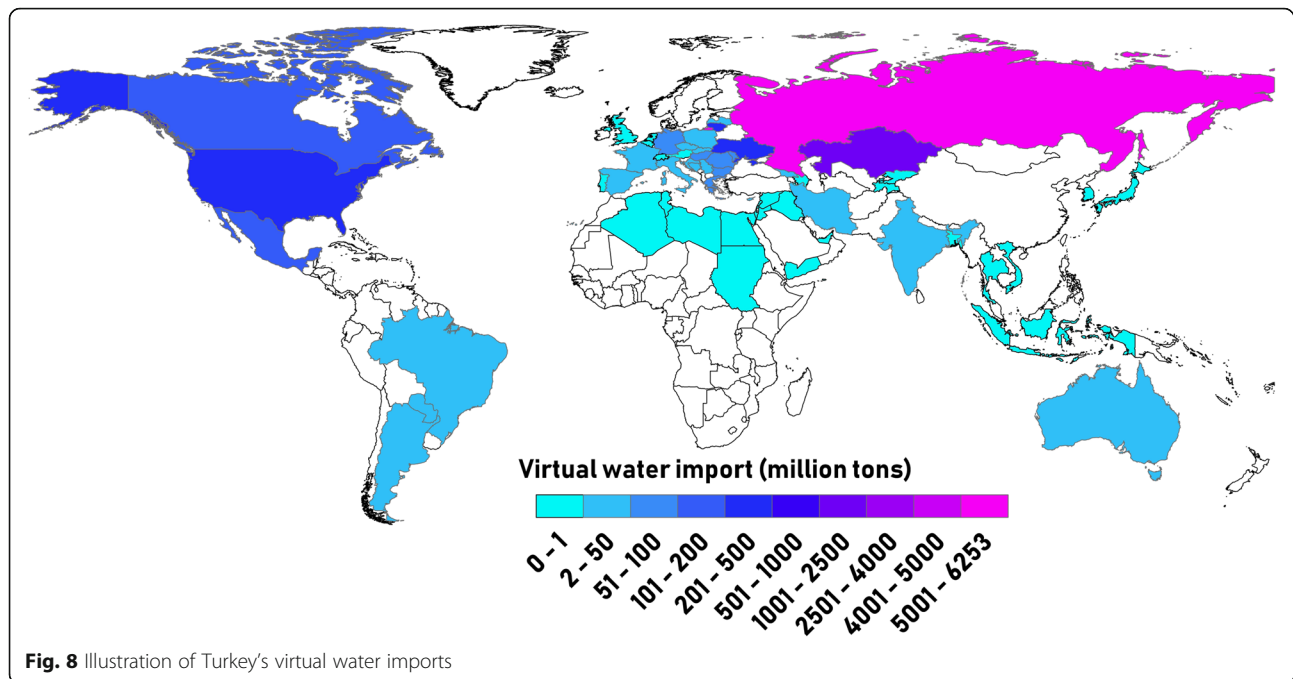 Virtual water import (million tons)
0 - 1
2 - 50
51 - 100
101 - 200
201 - 500
501 - 1000
1001 - 2500
2501 - 4000
4001 - 5000
5001 - 6253
Fig. 8 Illustration of Turkey's virtual water imports